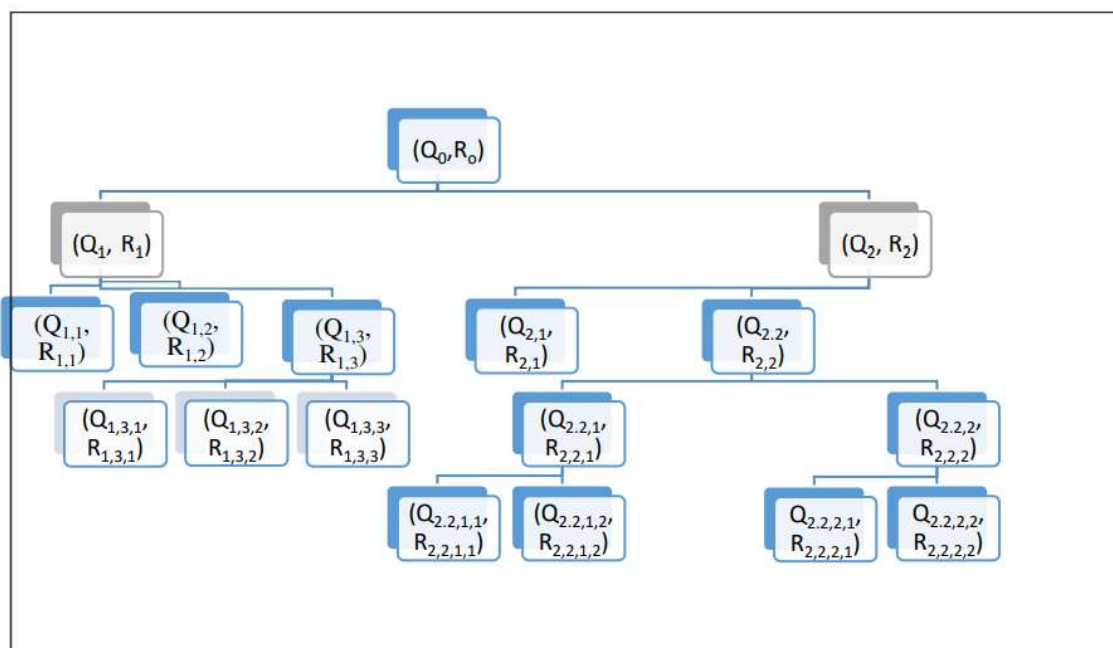 (Q₀,Rₒ)
(Q₁, R₁)
(Q₂, R₂)
(Q₁,₁,
R₁,₁)
(Q₁,₂,
R₁,₂)
(Q₁,₃,
R₁,₃)
(Q₂,₁,
R₂,₁)
(Q₂.₂,
R₂,₂)
(Q₁,₃,₁,
R₁,₃,₁)
(Q₁,₃,₂,
R₁,₃,₂)
(Q₁,₃,₃,
R₁,₃,₃)
(Q₂.₂,₁,
R₂,₂,₁)
(Q₂.₂,₂,
R₂,₂,₂)
(Q₂.₂,₁,₁,
R₂,₂,₁,₁)
(Q₂.₂,₁,₂,
R₂,₂,₁,₂)
Q₂.₂,₂,₁,
R₂,₂,₂,₁)
Q₂.₂,₂,₂,
R₂,₂,₂,₂)